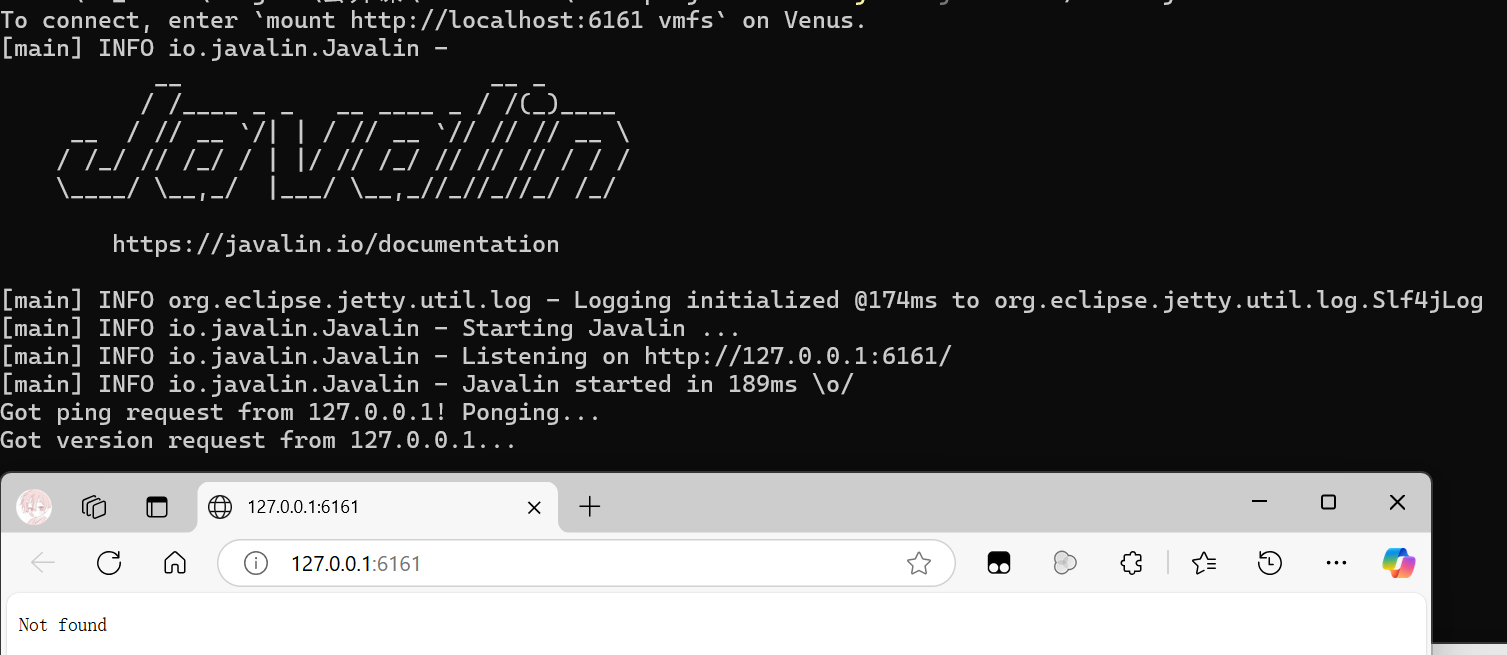 To connect, enter `mount http://localhost:6161 vmfs` on Venus.
[main] INFO io.javalin.Javalin -
       __                      __ _
      / /____ _ _   __ ____ _ / /(_)____
 __  / // __ `/| | / // __ `// // // __ \
/ /_/ // /_/ / | |/ // /_/ // // // / / /
\____/ \__,_/  |___/ \__,_//_//_//_/ /_/
https://javalin.io/documentation
[main] INFO org.eclipse.jetty.util.log - Logging initialized @174ms to org.eclipse.jetty.util.log.Slf4jLog
[main] INFO io.javalin.Javalin - Starting Javalin ...
[main] INFO io.javalin.Javalin - Listening on http://127.0.0.1:6161/
[main] INFO io.javalin.Javalin - Javalin started in 189ms \o/
Got ping request from 127.0.0.1! Ponging...
Got version request from 127.0.0.1...
127.0.0.1:6161
127.0.0.1:6161
Not found